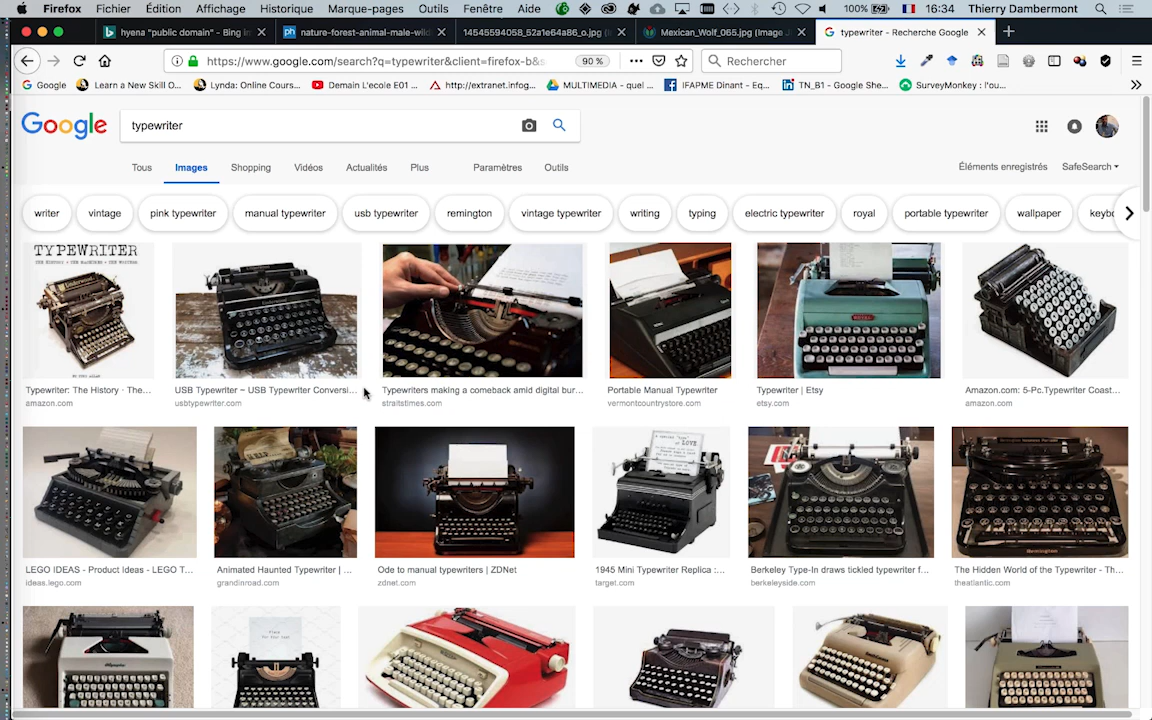 Firefox Fichier Édition Affichage Historique Marque-pages Outils Fenêtre Aide 100% 16:34 Thierry Dambermont
hyena "public domain" - Bing i
nature-forest-animal-male-wild
14545594058_52a1e64a86_o.jpg (
Mexican_Wolf_065.jpg (Image J
typewriter - Recherche Google
https://www.google.com/search?q=typewriter&client=firefox-b&s
90 %
Rechercher
Google
Learn a New Skill O...
Lynda: Online Cours...
Demain L'ecole E01 ...
http://extranet.infog...
MULTIMEDIA - quel ...
IFAPME Dinant - Eq...
TN_B1 - Google She...
SurveyMonkey : l'ou...
Google
typewriter
Tous Images Shopping Vidéos Actualités Plus Paramètres Outils
Éléments enregistrés SafeSearch
writer vintage pink typewriter manual typewriter usb typewriter remington vintage typewriter writing typing electric typewriter royal portable typewriter wallpaper keybo
TYPEWRITER
Typewriter: The History · The...
amazon.com
USB Typewriter – USB Typewriter Conversi...
usbtypewriter.com
Typewriters making a comeback amid digital bur...
straitstimes.com
Portable Manual Typewriter
vermontcountrystore.com
Typewriter | Etsy
etsy.com
Amazon.com: 5-Pc.Typewriter Coast...
amazon.com
LOVE
LEGO IDEAS - Product Ideas - LEGO T...
ideas.lego.com
Animated Haunted Typewriter | ...
grandinroad.com
Ode to manual typewriters | ZDNet
zdnet.com
1945 Mini Typewriter Replica :...
target.com
Berkeley Type-In draws tickled typewriter f...
berkeleyside.com
The Hidden World of the Typewriter - Th...
theatlantic.com